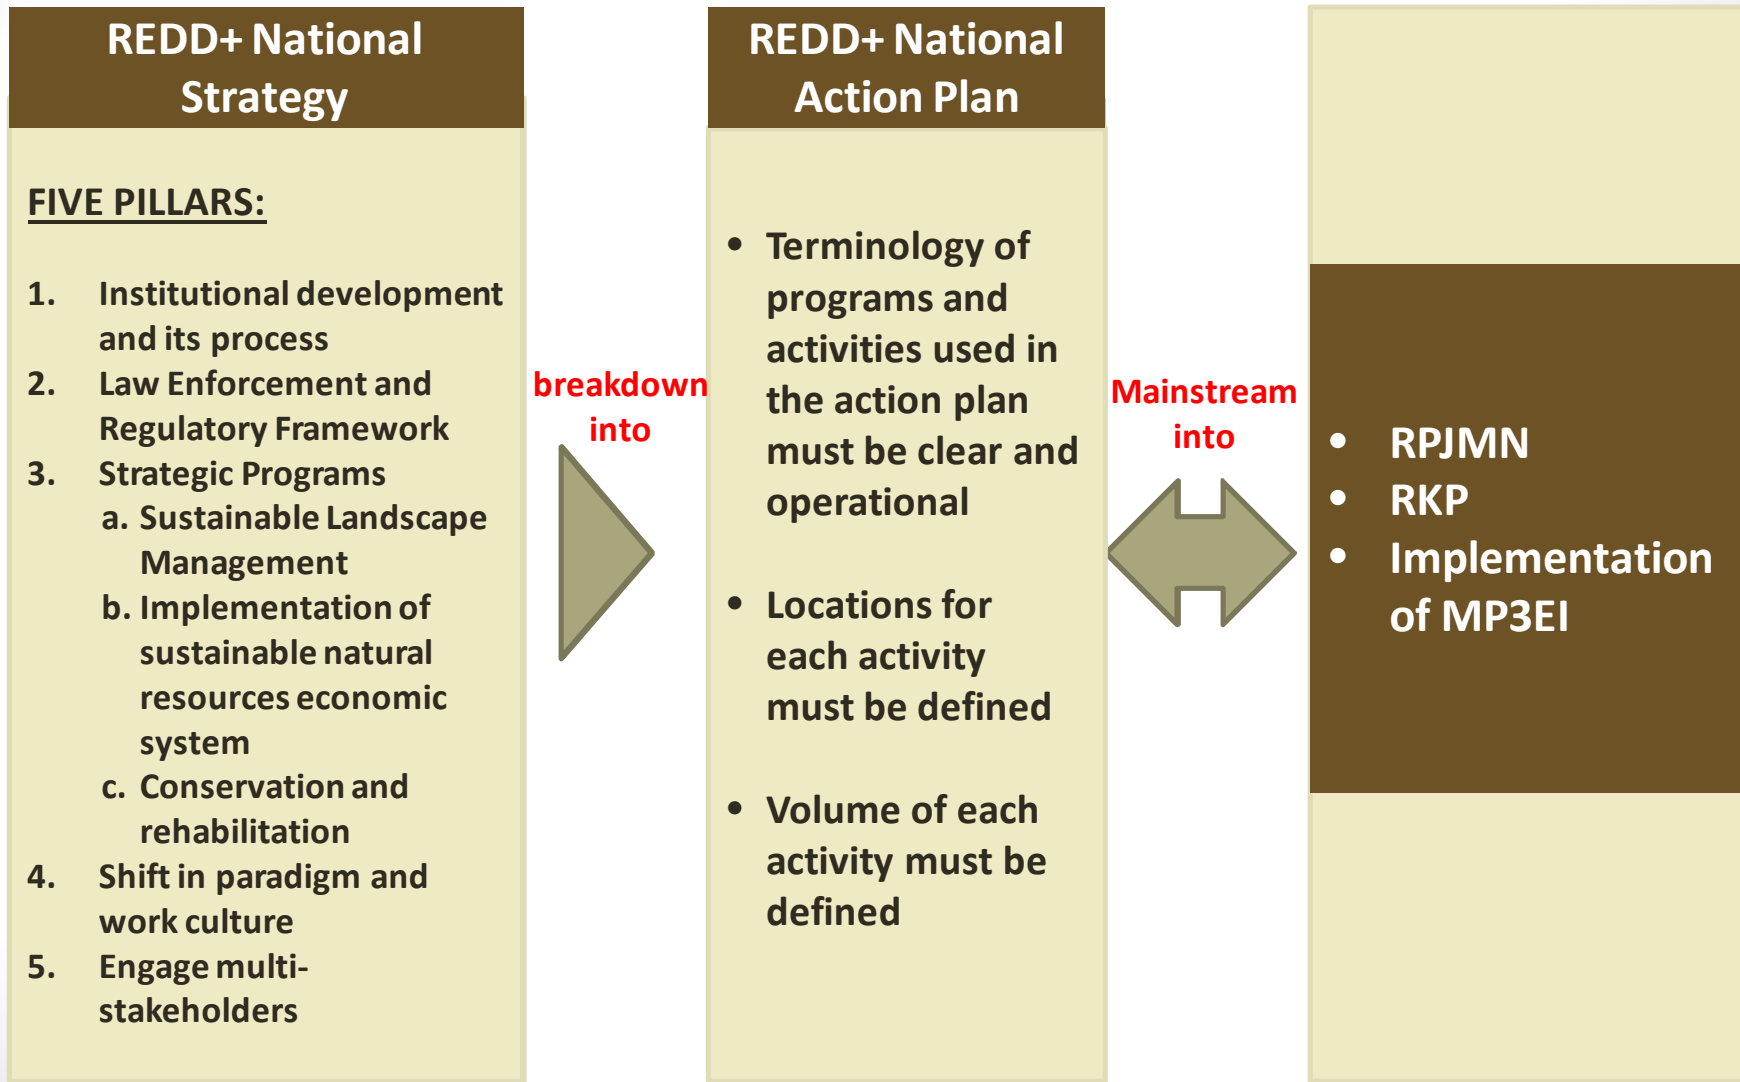 REDD+ National
Strategy
FIVE PILLARS:
1. Institutional development
and its process
2. Law Enforcement and
Regulatory Framework
3. Strategic Programs
a. Sustainable Landscape
Management
b. Implementation of
sustainable natural
resources economic
system
c. Conservation and
rehabilitation
4. Shift in paradigm and
work culture
5. Engage multi-
stakeholders
breakdown
into
REDD+ National
Action Plan
• Terminology of
programs and
activities used in
the action plan
must be clear and
operational
• Locations for
each activity
must be defined
• Volume of each
activity must be
defined
Mainstream
into
• RPJMN
• RKP
• Implementation
of MP3EI